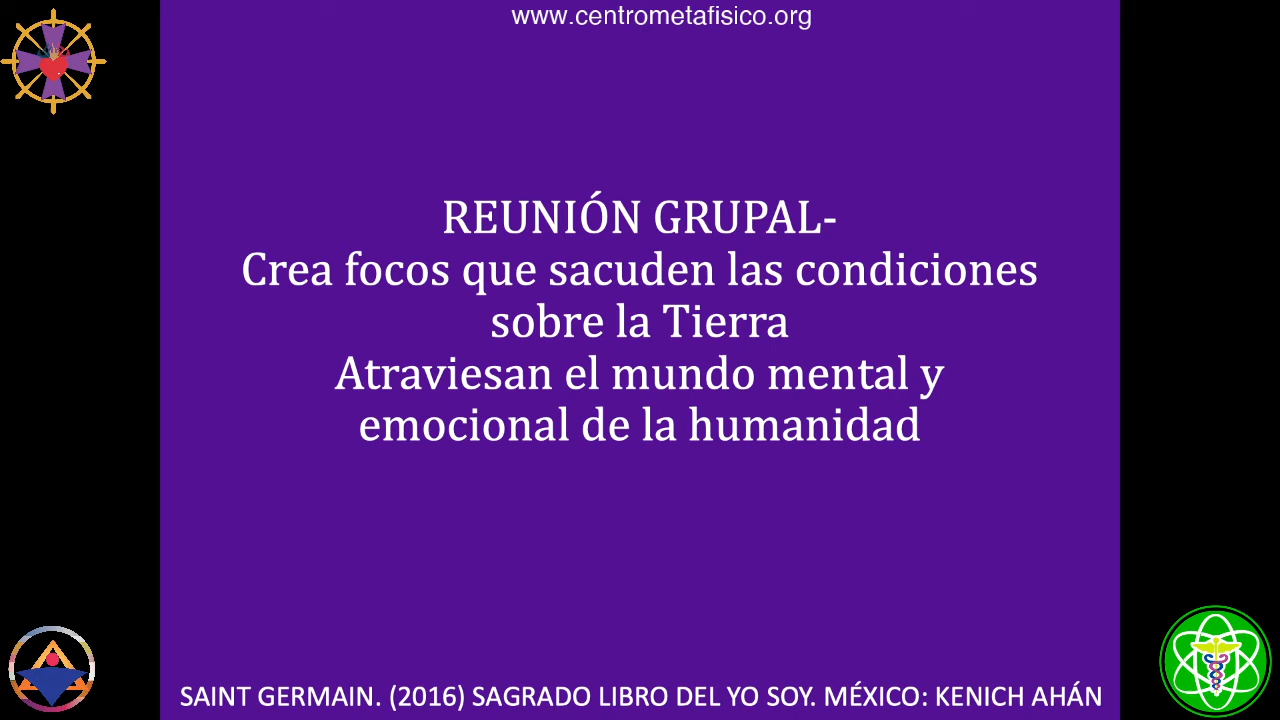 www.centrometafisico.org
REUNIÓN GRUPAL-
Crea focos que sacuden las condiciones
sobre la Tierra
Atraviesan el mundo mental y
emocional de la humanidad
SAINT GERMAIN. (2016) SAGRADO LIBRO DEL YO SOY. MÉXICO: KENICH AHÁN